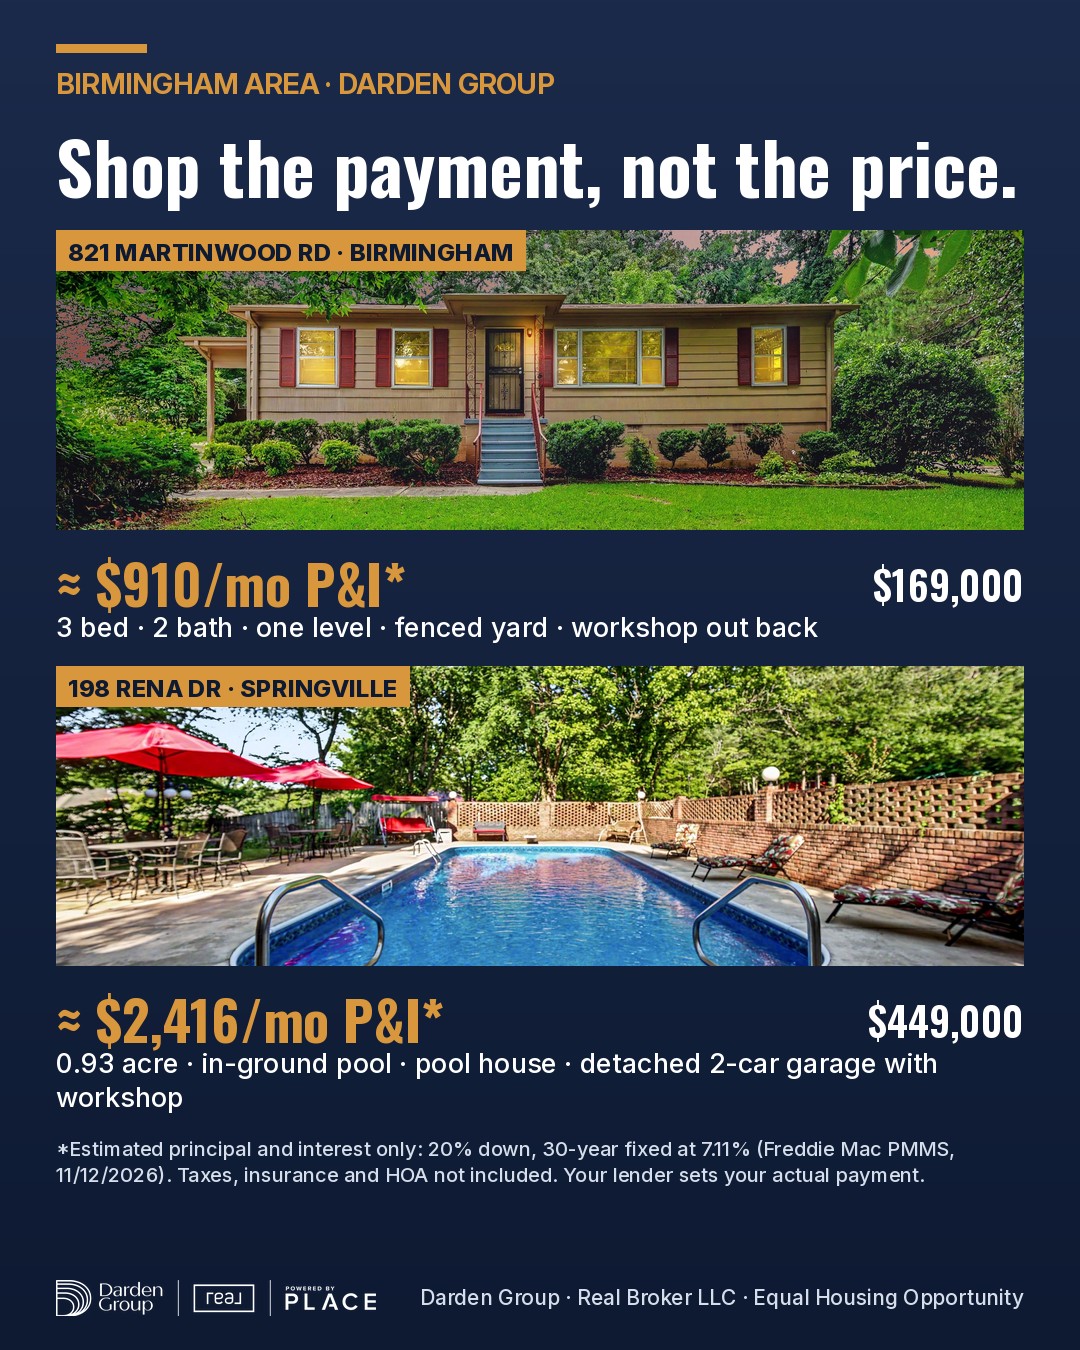 BIRMINGHAM AREA · DARDEN GROUP
Shop the payment, not the price.
821 MARTINWOOD RD · BIRMINGHAM
≈ $910/mo P&I*
$169,000
3 bed · 2 bath · one level · fenced yard · workshop out back
198 RENA DR · SPRINGVILLE
≈ $2,416/mo P&I*
$449,000
0.93 acre · in-ground pool · pool house · detached 2-car garage with
workshop
*Estimated principal and interest only: 20% down, 30-year fixed at 7.11% (Freddie Mac PMMS,
11/12/2026). Taxes, insurance and HOA not included. Your lender sets your actual payment.
Darden
Group
real
POWERED BY
PLACE
Darden Group · Real Broker LLC · Equal Housing Opportunity